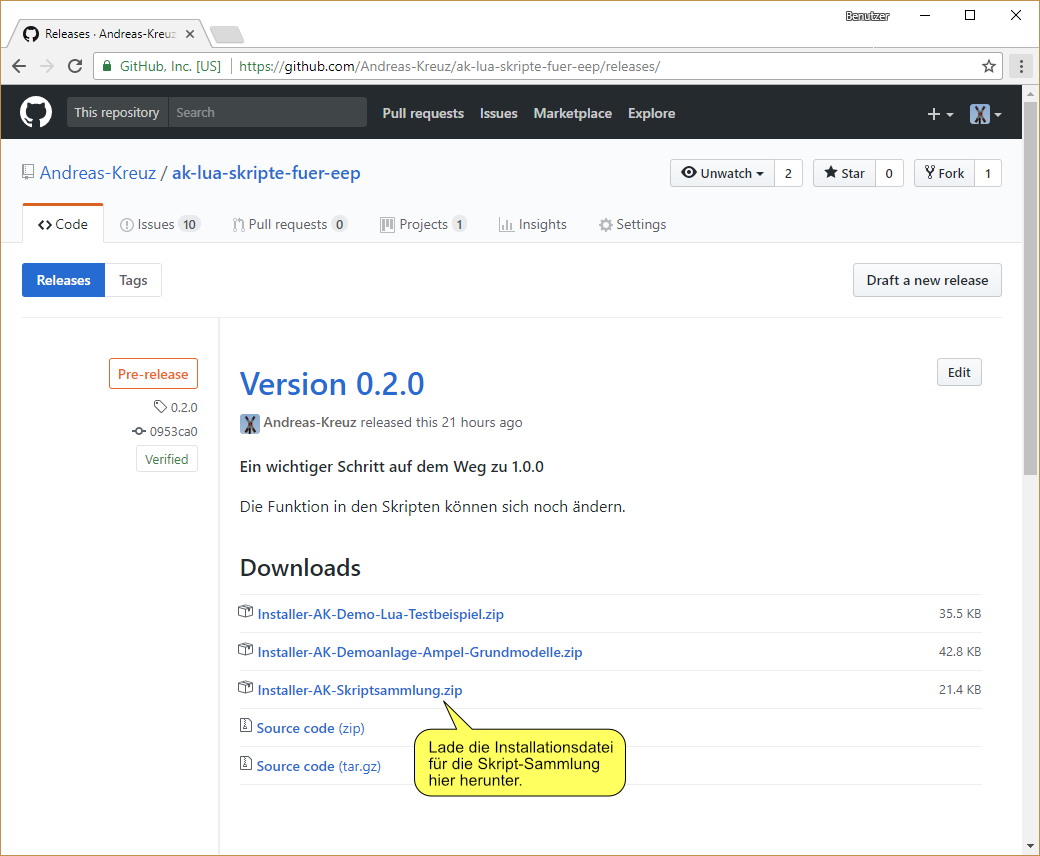 Benutzer
Releases · Andreas-Kreuz
GitHub, Inc. [US] https://github.com/Andreas-Kreuz/ak-lua-skripte-fuer-eep/releases/
This repository Search Pull requests Issues Marketplace Explore
Andreas-Kreuz / ak-lua-skripte-fuer-eep Unwatch 2 Star 0 Fork 1
Code Issues 10 Pull requests 0 Projects 1 Insights Settings
Releases Tags Draft a new release
Pre-release
0.2.0
0953ca0
Verified
Version 0.2.0 Edit
Andreas-Kreuz released this 21 hours ago
Ein wichtiger Schritt auf dem Weg zu 1.0.0
Die Funktion in den Skripten können sich noch ändern.
Downloads
Installer-AK-Demo-Lua-Testbeispiel.zip 35.5 KB
Installer-AK-Demoanlage-Ampel-Grundmodelle.zip 42.8 KB
Installer-AK-Skriptsammlung.zip 21.4 KB
Source code (zip)
Source code (tar.gz)
Lade die Installationsdatei
für die Skript-Sammlung
hier herunter.